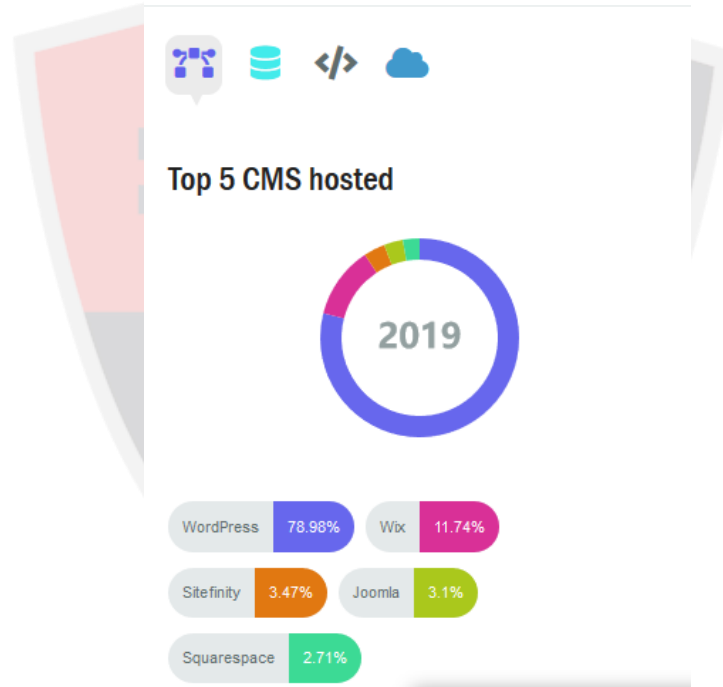 Top 5 CMS hosted
2019
WordPress 78.98% Wix 11.74%
Sitefinity 3.47% Joomla 3.1%
Squarespace 2.71%